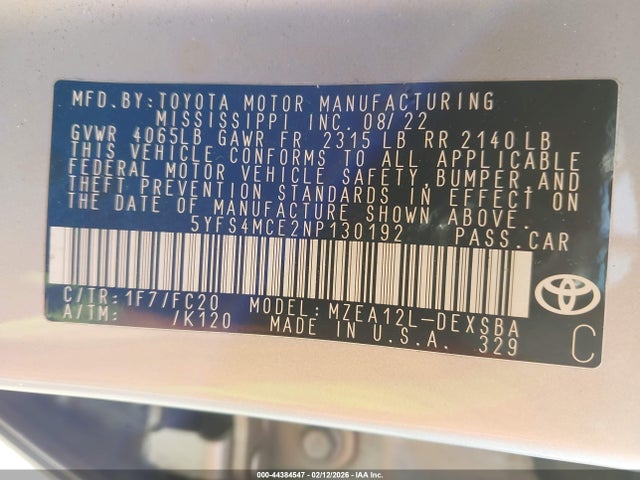 MFD.BY:TOYOTA MOTOR MANUFACTURING
MISSISSIPPI INC. 08/22
GVWR 4065LB GAWR FR 2315 LB RR 2140 LB
THIS VEHICLE CONFORMS TO ALL APPLICABLE
FEDERAL MOTOR VEHICLE SAFETY,BUMPER,AND
THEFT PREVENTION STANDARDS IN EFFECT ON
THE DATE OF MANUFACTURE SHOWN ABOVE.
5YFS4MCE2NP130192 PASS.CAR
C/TR:1F7/FC20 MODEL:MZEA12L-DEXSBA
A/TM: /K120 MADE IN U.S.A. 329
C
000-44384547 - 02/12/2026 - IAA Inc.